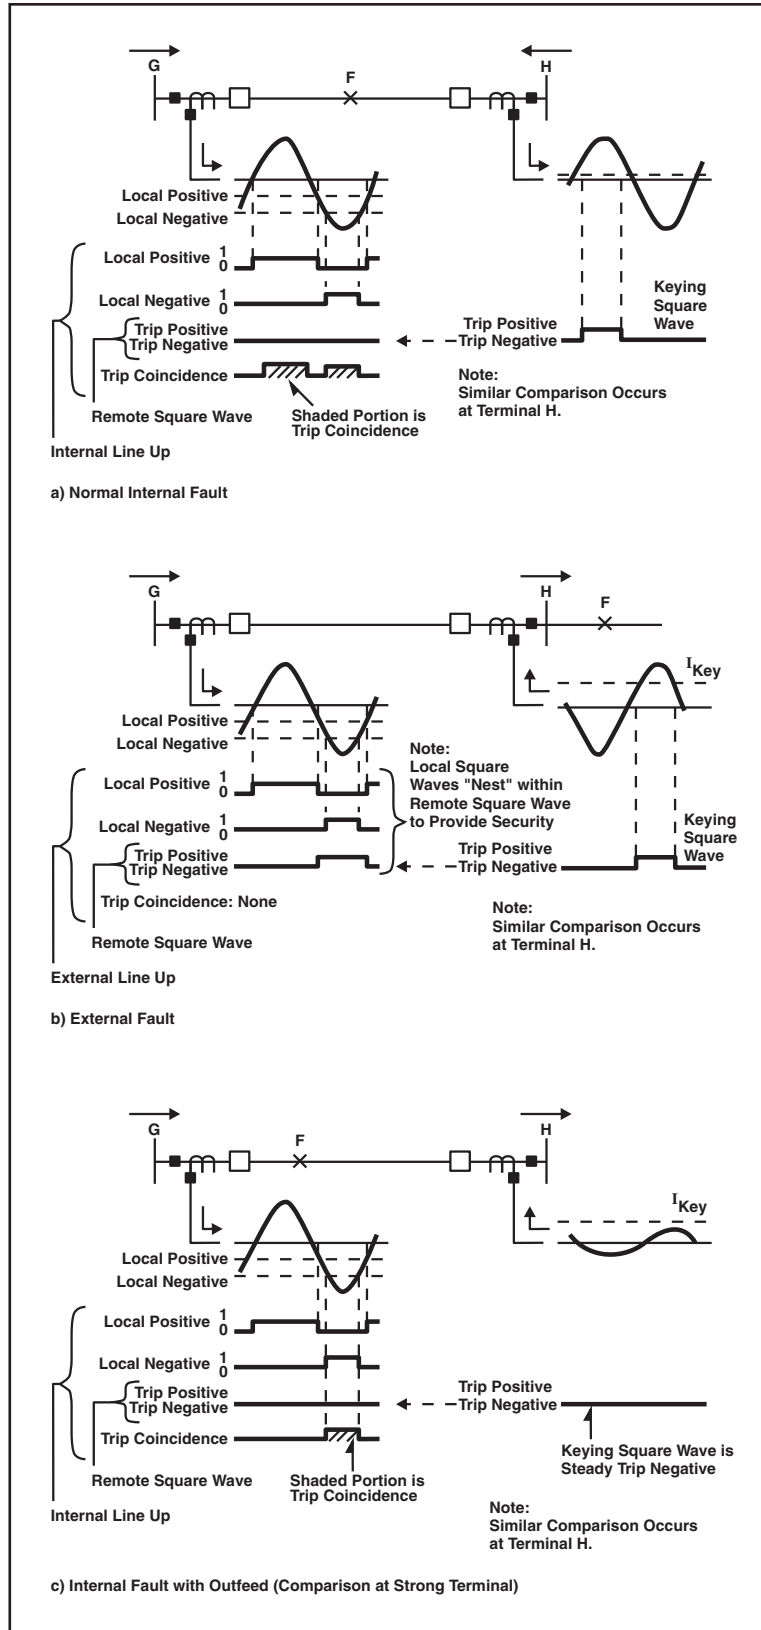 G
F
H
Local Positive
Local Negative
Local Positive 1
0
Local Negative 1
0
Trip Positive
Trip Negative
Trip Coincidence
Remote Square Wave
Internal Line Up
Shaded Portion is
Trip Coincidence
Trip Positive
Trip Negative
Keying
Square
Wave
Note:
Similar Comparison Occurs
at Terminal H.
a) Normal Internal Fault
G
H
F
IKey
Local Positive
Local Negative
Local Positive 1
0
Local Negative 1
0
Trip Positive
Trip Negative
Trip Coincidence: None
Remote Square Wave
External Line Up
Note:
Local Square
Waves "Nest" within
Remote Square Wave
to Provide Security
Trip Positive
Trip Negative
Keying
Square
Wave
Note:
Similar Comparison Occurs
at Terminal H.
b) External Fault
G
F
H
IKey
Local Positive
Local Negative
Local Positive 1
0
Local Negative 1
0
Trip Positive
Trip Negative
Trip Coincidence
Remote Square Wave
Internal Line Up
Shaded Portion is
Trip Coincidence
Trip Positive
Trip Negative
Keying Square Wave is
Steady Trip Negative
Note:
Similar Comparison Occurs
at Terminal H.
c) Internal Fault with Outfeed (Comparison at Strong Terminal)